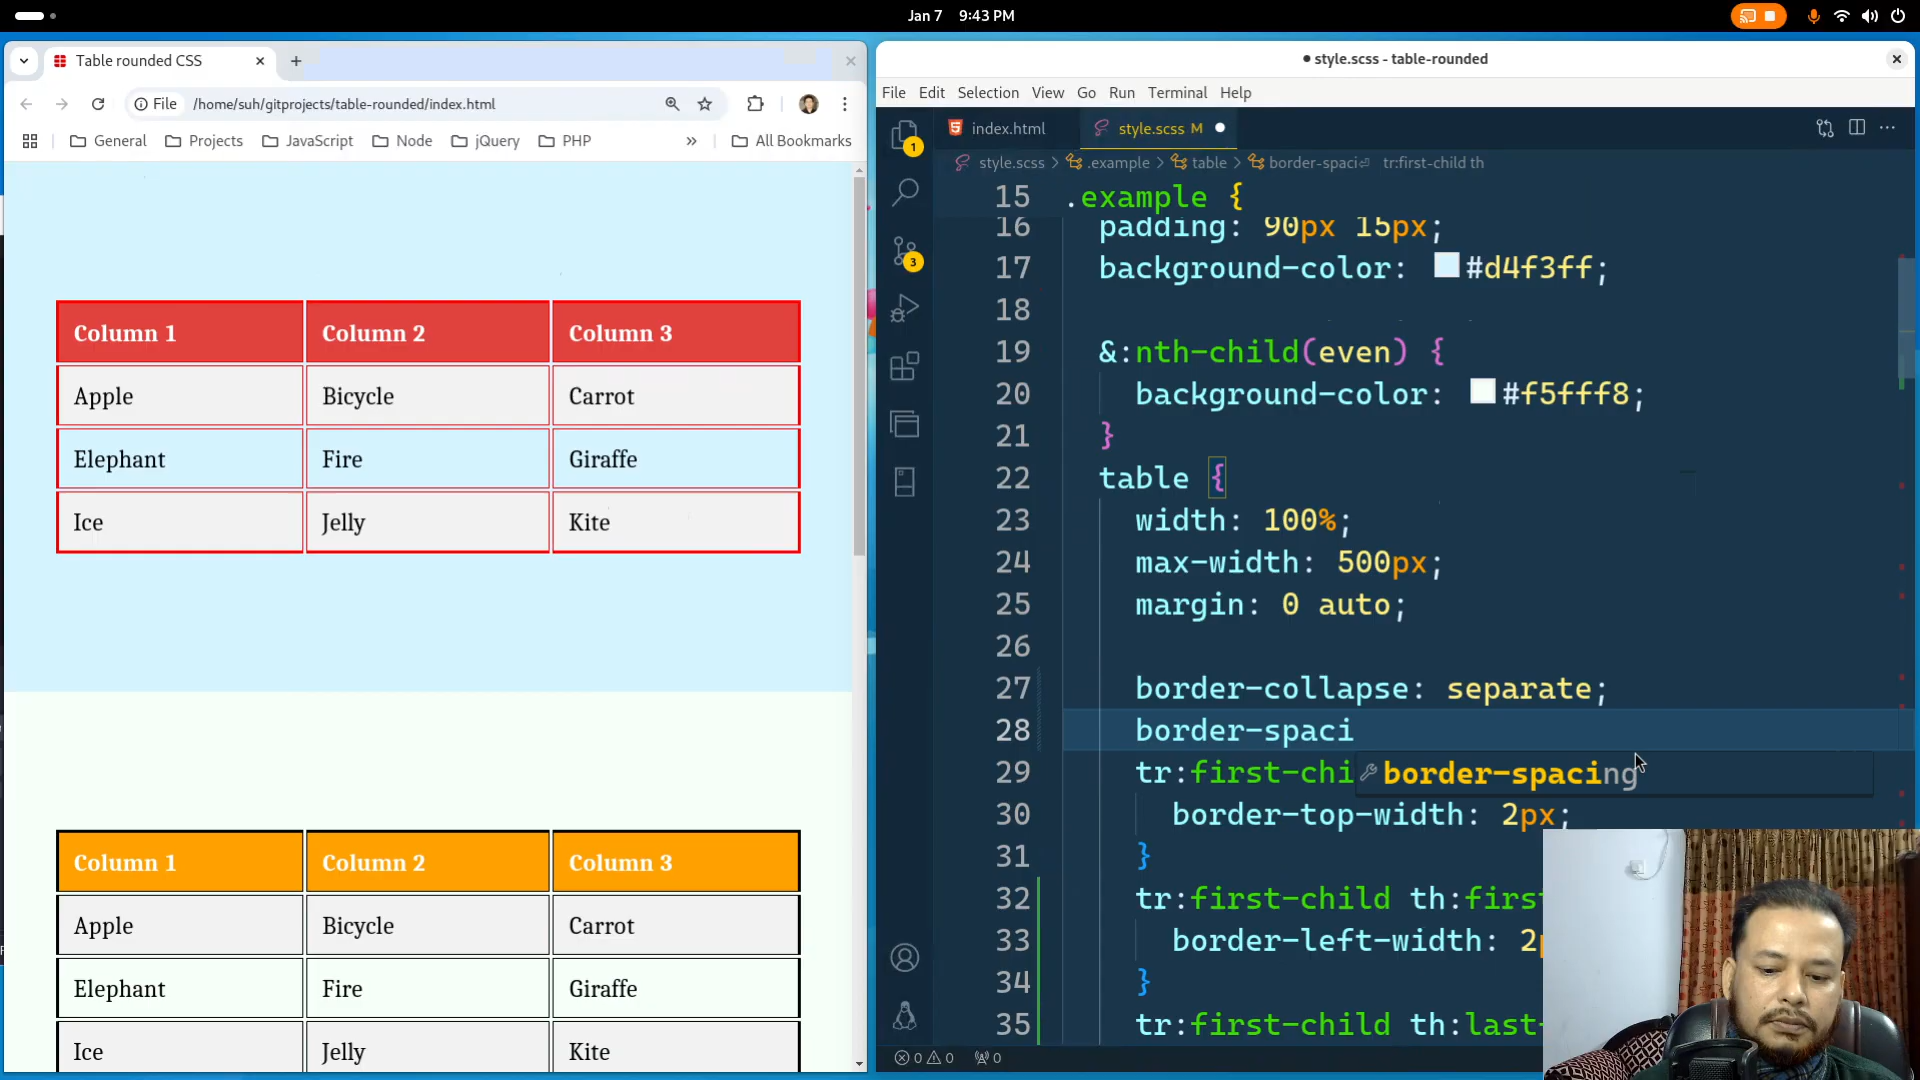 Jan 7 9:43 PM
Table rounded CSS
File /home/suh/gitprojects/table-rounded/index.html
General Projects JavaScript Node jQuery PHP » All Bookmarks
Column 1 Column 2 Column 3
Apple Bicycle Carrot
Elephant Fire Giraffe
Ice Jelly Kite
Column 1 Column 2 Column 3
Apple Bicycle Carrot
Elephant Fire Giraffe
Ice Jelly Kite
● style.scss - table-rounded
File Edit Selection View Go Run Terminal Help
index.html style.scss M ●
style.scss > .example > table > border-spaci⏎ tr:first-child th
1
3
15 .example {
16 padding: 90px 15px;
17 background-color: #d4f3ff;
18
19 &:nth-child(even) {
20 background-color: #f5fff8;
21 }
22 table {
23 width: 100%;
24 max-width: 500px;
25 margin: 0 auto;
26
27 border-collapse: separate;
28 border-spaci
29 tr:first-chi
border-spacing
30 border-top-width: 2px;
31 }
32 tr:first-child th:firs
33 border-left-width: 2
34 }
35 tr:first-child th:last-
0 0 0